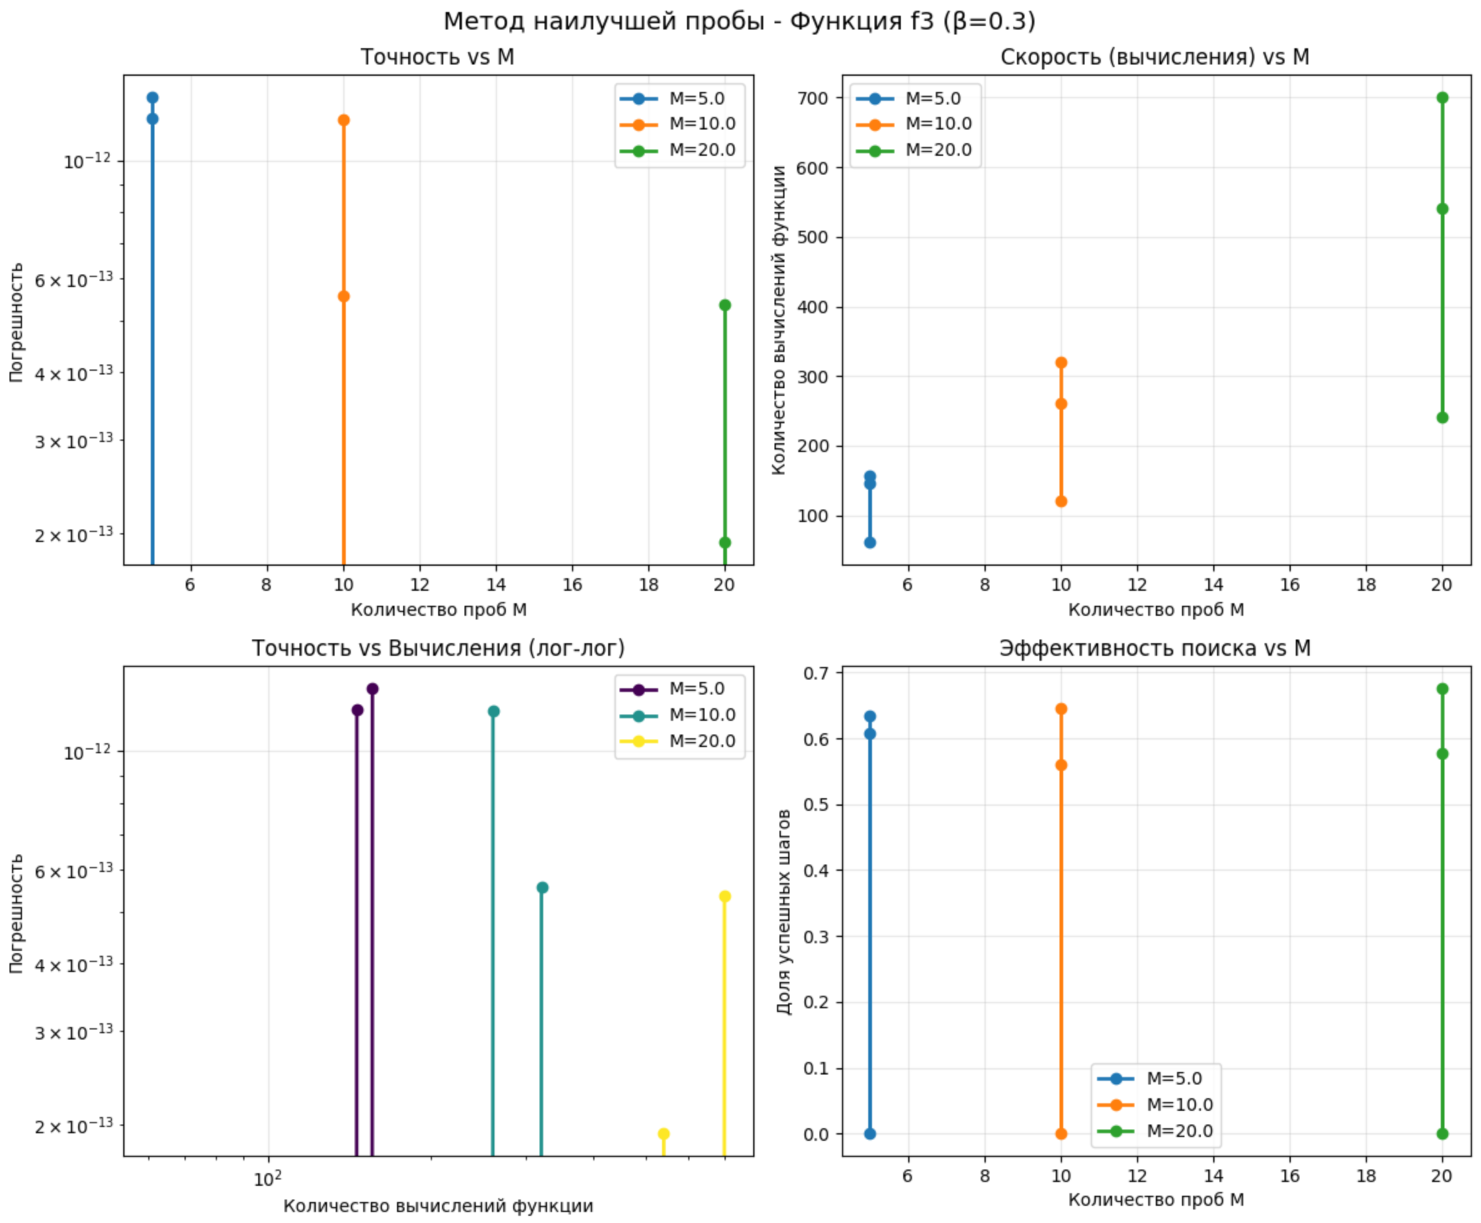 Метод наилучшей пробы - Функция f3 (β=0.3)
Точность vs M
10⁻¹²
6 × 10⁻¹³
4 × 10⁻¹³
3 × 10⁻¹³
2 × 10⁻¹³
Погрешность
M=5.0
M=10.0
M=20.0
6 8 10 12 14 16 18 20
Количество проб M
Скорость (вычисления) vs M
700
600
500
400
300
200
100
Количество вычислений функции
M=5.0
M=10.0
M=20.0
6 8 10 12 14 16 18 20
Количество проб M
Точность vs Вычисления (лог-лог)
10⁻¹²
6 × 10⁻¹³
4 × 10⁻¹³
3 × 10⁻¹³
2 × 10⁻¹³
Погрешность
M=5.0
M=10.0
M=20.0
10²
Количество вычислений функции
Эффективность поиска vs M
0.7
0.6
0.5
0.4
0.3
0.2
0.1
0.0
Доля успешных шагов
M=5.0
M=10.0
M=20.0
6 8 10 12 14 16 18 20
Количество проб M